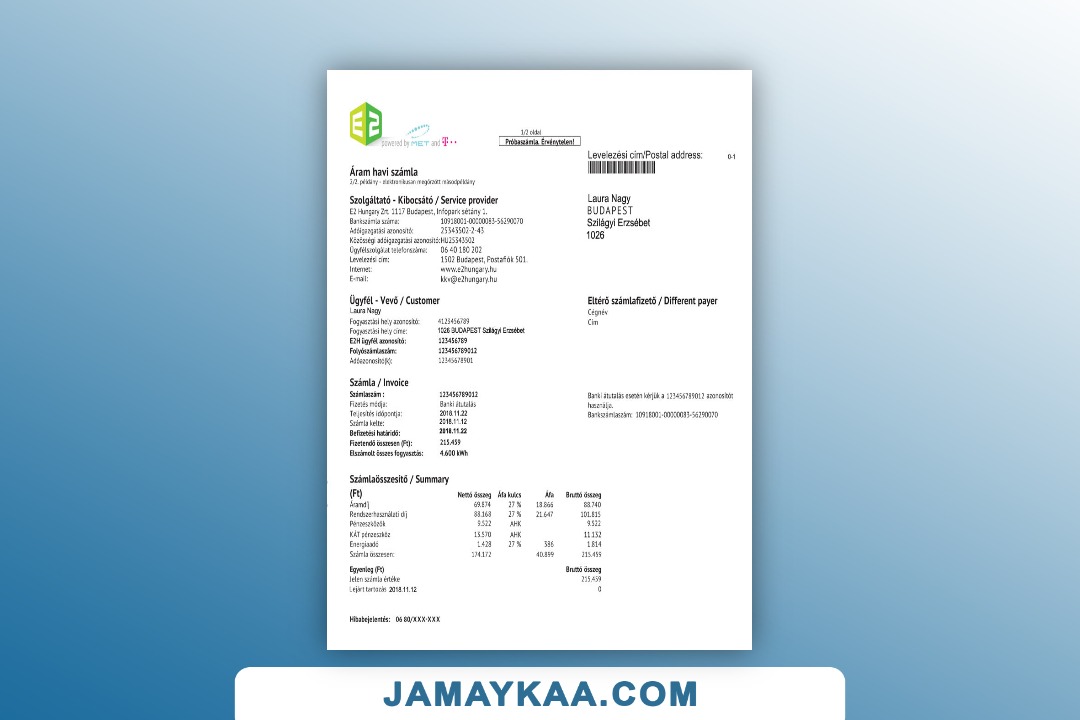 E2
powered by MET and T
1/2 oldal
Próbaszámla. Érvénytelen!
Levelezési cím/Postal address:
0-1
Áram havi számla
2/2. példány - elektronikusan megőrzött másodpéldány
Szolgáltató - Kibocsátó / Service provider
E2 Hungary Zrt. 1117 Budapest, Infopark sétány 1.
Bankszámla száma: 10918001-00000083-56290070
Adóigazgatási azonosító: 25343502-2-43
Közösségi adóigazgatási azonosító:HU25343502
Ügyfélszolgálat telefonszáma: 06 40 180 202
Levelezési cím: 1502 Budapest, Postafiók 501.
Internet: www.e2hungary.hu
E-mail: kkv@e2hungary.hu
Laura Nagy
BUDAPEST
Szilágyi Erzsébet
1026
Ügyfél - Vevő / Customer
Laura Nagy
Fogyasztási hely azonosító: 4123456789
Fogyasztási hely címe: 1026 BUDAPEST Szilágyi Erzsébet
E2H ügyfél azonosító: 123456789
Folyószámlaszám: 123456789012
Adóazonosító(k): 12345678901
Eltérő számlafizető / Different payer
Cégnév
Cím
Számla / Invoice
Számlaszám : 123456789012
Fizetés módja: Banki átutalás
Teljesítés időpontja: 2018.11.22
Számla kelte: 2018.11.12
Befizetési határidő: 2018.11.22
Fizetendő összesen (Ft): 215.459
Elszámolt összes fogyasztás: 4.600 kWh
Banki átutalás esetén kérjük a 123456789012 azonosítót
használja.
Bankszámlaszám: 10918001-00000083-56290070
Számlaösszesítő / Summary
(Ft) Nettó összeg Áfa kulcs Áfa Bruttó összeg
Áramdíj 69.874 27 % 18.866 88.740
Rendszerhasználati díj 88.168 27 % 21.647 101.815
Pénzeszközök 9.522 AHK 9.522
KÁT pénzeszköz 13.570 AHK 11.132
Energiaadó 1.428 27 % 386 1.814
Számla összesen: 174.172 40.899 215.459
Egyenleg (Ft) Bruttó összeg
Jelen számla értéke 215.459
Lejárt tartozás 2018.11.12 0
Hibabejelentés: 06 80/XXX-XXX
JAMAYKAA.COM